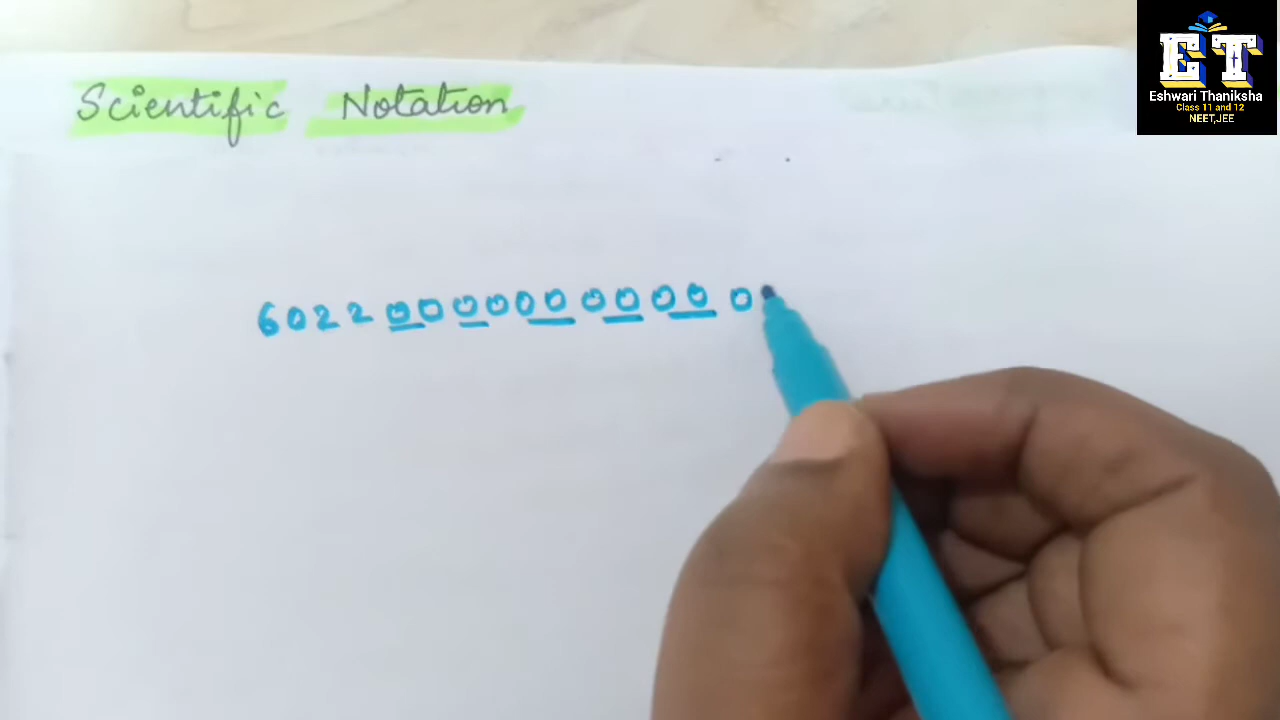 ET
Eshwari Thaniksha
Class 11 and 12
NEET,JEE
Scientific Notation
602200000000000